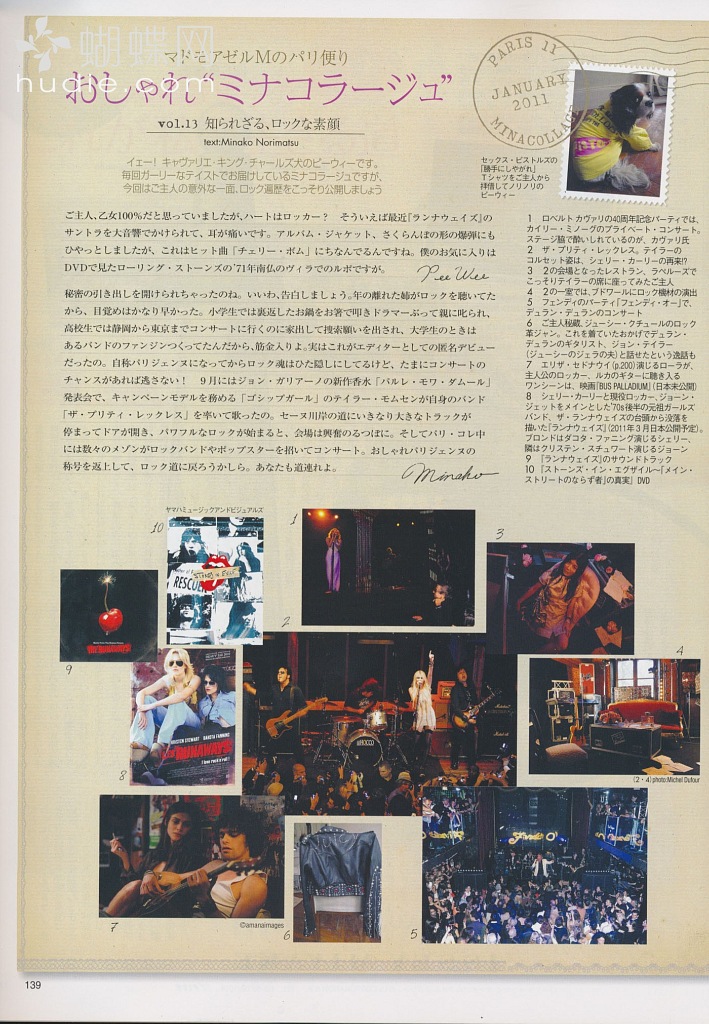 蝴蝶网
hudie.com
マドモアゼルMのパリ便り
おしゃれ“ミナコラージュ”
vol.13 知られざる、ロックな素顔
text:Minako Norimatsu
PARIS 11
JANUARY
2011
MINACOLLAG
イェー！ キャヴァリエ・キング・チャールズ犬のピーウィーです。
毎回ガーリーなテイストでお届けしているミナコラージュですが、
今回はご主人の意外な一面、ロック遍歴をこっそり公開しましょう
セックス・ピストルズの
「勝手にしやがれ」
Tシャツをご主人から
拝借してノリノリの
ピーウィー
ご主人、乙女100%だと思っていましたが、ハートはロッカー？ そういえば最近『ランナウェイズ』の
サントラを大音響でかけられて、耳が痛いです。アルバム・ジャケット、さくらんぼの形の爆弾にも
ひやっとしましたが、これはヒット曲「チェリー・ボム」にちなんでるんですね。僕のお気に入りは
DVDで見たローリング・ストーンズの'71年南仏のヴィラでのルポですが。
Pee Wee
秘密の引き出しを開けられちゃったのね。いいわ、告白しましょう。年の離れた姉がロックを聴いてた
から、目覚めはかなり早かった。小学生では裏返したお鍋をお箸で叩きドラマーぶって親に叱られ、
高校生では静岡から東京までコンサートに行くのに家出して捜索願いを出され、大学生のときは
あるバンドのファンジンつくってたんだから、筋金入りよ。実はこれがエディターとしての匿名デビュー
だったの。自称パリジェンヌになってからロック魂はひた隠しにしてるけど、たまにコンサートの
チャンスがあれば逃さない！ 9月にはジョン・ガリアーノの新作香水「パルレ・モワ・ダムール」
発表会で、キャンペーンモデルを務める『ゴシップガール』のテイラー・モムセンが自身のバンド
「ザ・プリティ・レックレス」を率いて歌ったの。セーヌ川岸の道にいきなり大きなトラックが
停まってドアが開き、パワフルなロックが始まると、会場は興奮のるつぼに。そしてパリ・コレ中
には数々のメゾンがロックバンドやポップスターを招いてコンサート。おしゃれパリジェンヌの
称号を返上して、ロック道に戻ろうかしら。あなたも道連れよ。
Minako
1 ロベルト カヴァリの40周年記念パーティでは、
カイリー・ミノーグのプライベート・コンサート。
ステージ脇で酔いしれているのが、カヴァリ氏
2 ザ・プリティ・レックレス。テイラーの
コルセット姿は、シェリー・カーリーの再来!?
3 2の会場となったレストラン、ラペルーズで
こっそりテイラーの席に座ってみたご主人
4 2の一室では、ブドワールにロック機材の演出
5 フェンディのパーティ「フェンディ・オー」で、
デュラン・デュランのコンサート
6 ご主人秘蔵、ジューシー・クチュールのロック
革ジャン。これを着ていたおかげでデュラン・
デュランのギタリスト、ジョン・テイラー
(ジューシーのジェラの夫)と話せたという逸話も
7 エリザ・セドナウイ(p.200)演じるローラが、
主人公のロッカー、ルカのギターに聴き入る
ワンシーンは、映画「BUS PALLADIUM」(日本未公開)
8 シェリー・カーリーと現役ロッカー、ジョーン・
ジェットをメインとした'70s後半の元祖ガールズ
バンド、ザ・ランナウェイズの台頭から没落を
描いた『ランナウェイズ』(2011年3月日本公開予定)。
ブロンドはダコタ・ファニング演じるシェリー、
隣はクリステン・スチュワート演じるジョーン
9 『ランナウェイズ』のサウンドトラック
10 『ストーンズ・イン・エグザイル〜「メイン・
ストリートのならず者」の真実』DVD
ヤマハミュージックアンドビジュアルズ
10
1
3
RESCUE
STONES IN EXILE
2
THE RUNAWAYS
9
4
KRISTEN STEWART DAKOTA FANNING
THE RUNAWAYS
8
(2・4)photo:Michel Dufour
7
©amanaimages
6
5
139